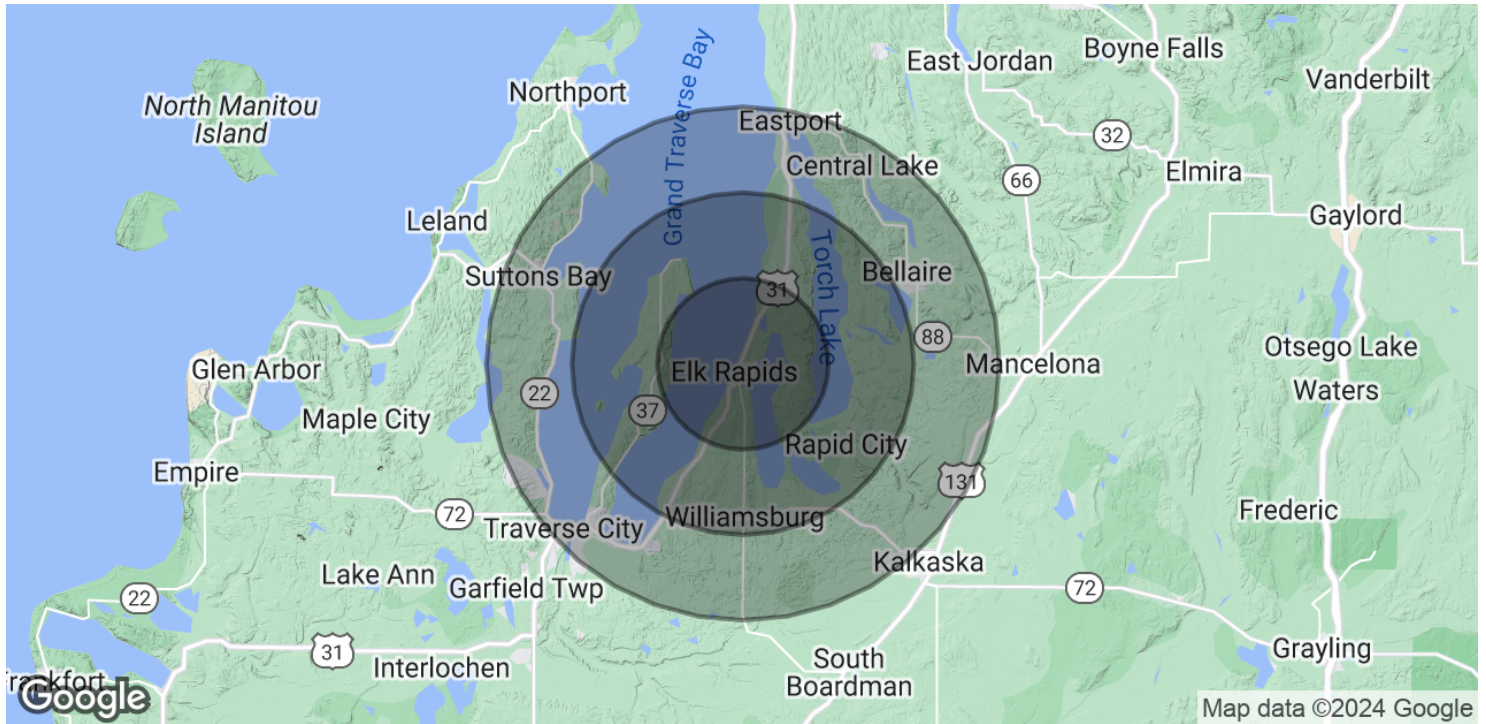 Boyne Falls
East Jordan
Vanderbilt
Northport
North Manitou
Island
Grand Traverse Bay
Eastport
32
Central Lake
66
Elmira
Leland
Gaylord
Suttons Bay
Torch Lake
Bellaire
31
88
Otsego Lake
Glen Arbor
Elk Rapids
Mancelona
22
Waters
37
Maple City
Rapid City
Empire
131
72
Williamsburg
Frederic
Traverse City
Kalkaska
Lake Ann
Garfield Twp
22
72
31
Interlochen
South
Boardman
Grayling
Frankfort
Google
Map data ©2024 Google